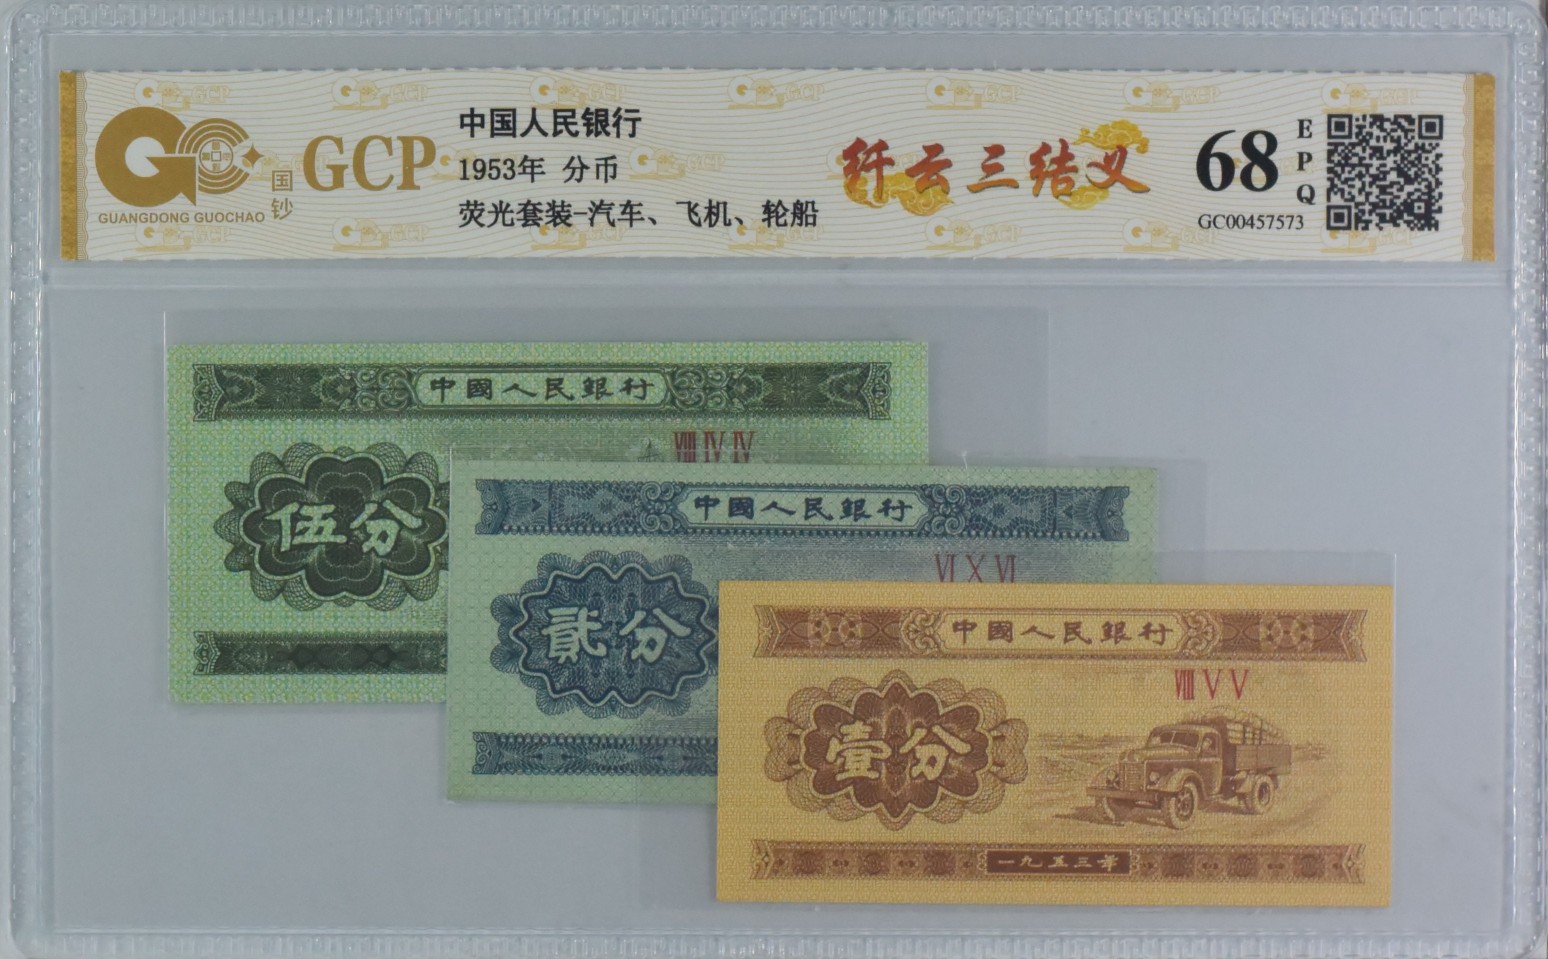 GCP
国钞
GUANGDONG GUOCHAO
中国人民银行
1953年 分币
荧光套装-汽车、飞机、轮船
纤云三结义
68
EPQ
GC00457573
中國人民銀行
ⅧⅣⅣ
伍分
中國人民銀行
Ⅵ Ⅹ Ⅵ
貳分
中國人民銀行
Ⅷ Ⅴ Ⅴ
壹分
一九五三年